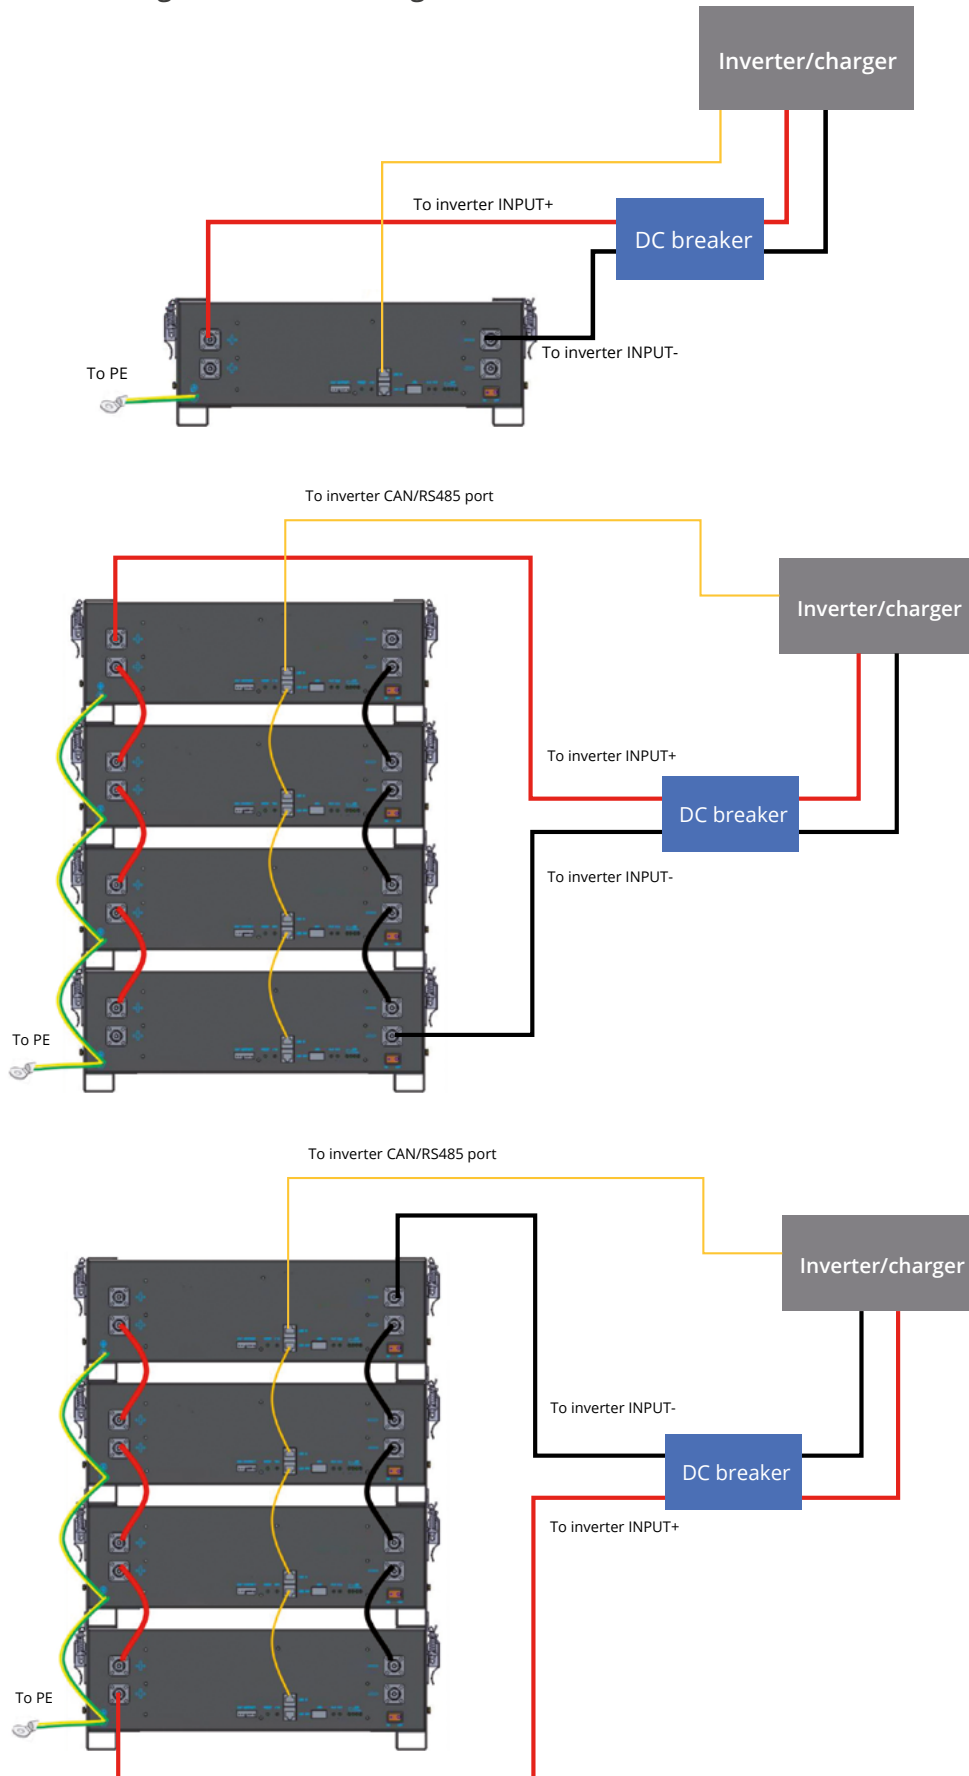 Inverter/charger
To inverter INPUT+
DC breaker
To inverter INPUT-
To PE
To inverter CAN/RS485 port
Inverter/charger
To inverter INPUT+
DC breaker
To inverter INPUT-
To PE
To inverter CAN/RS485 port
Inverter/charger
To inverter INPUT-
DC breaker
To inverter INPUT+
To PE